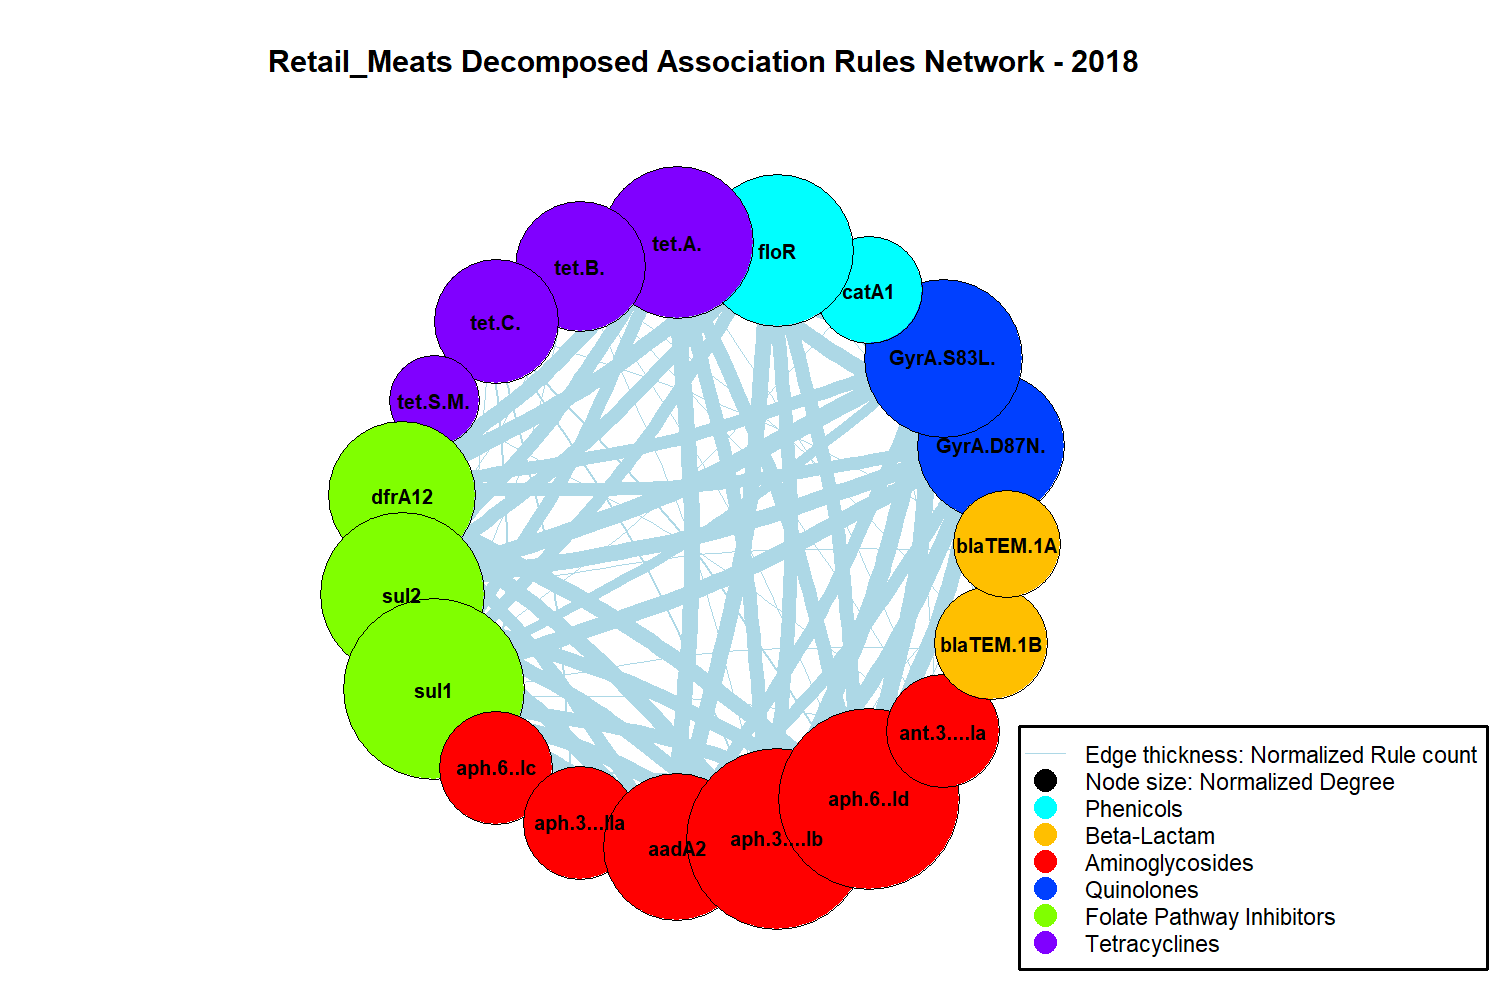 Retail_Meats Decomposed Association Rules Network - 2018
tet.A.
floR
tet.B.
catA1
tet.C.
GyrA.S83L.
tet.S.M.
GyrA.D87N.
dfrA12
blaTEM.1A
sul2
blaTEM.1B
sul1
ant.3....Ia
aph.6..Ic
aph.6..Id
aph.3...IIa
aph.3....Ib
aadA2
Edge thickness: Normalized Rule count
Node size: Normalized Degree
Phenicols
Beta-Lactam
Aminoglycosides
Quinolones
Folate Pathway Inhibitors
Tetracyclines